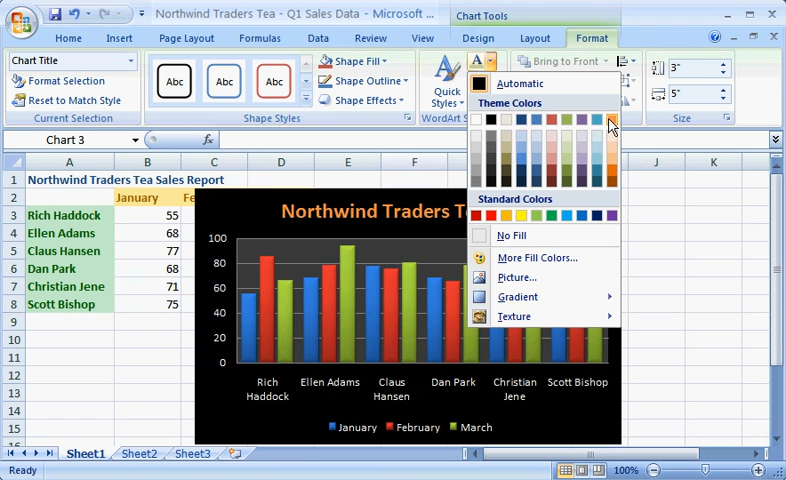 Northwind Traders Tea - Q1 Sales Data - Microsoft ...
Chart Tools
Home Insert Page Layout Formulas Data Review View Design Layout Format
Chart Title
Format Selection
Reset to Match Style
Current Selection
Abc Abc Abc
Shape Fill
Shape Outline
Shape Effects
Shape Styles
A
Quick
Styles
WordArt S
Bring to Front
3"
5"
Size
Automatic
Theme Colors
Standard Colors
No Fill
More Fill Colors...
Picture...
Gradient
Texture
Chart 3
fx
A B C D E F J K
1 Northwind Traders Tea Sales Report
2 January Fe
3 Rich Haddock 55
4 Ellen Adams 68
5 Claus Hansen 77
6 Dan Park 68
7 Christian Jene 71
8 Scott Bishop 75
9
10
11
12
13
14
15
Northwind Traders T
100
80
60
40
20
0
Rich Haddock
Ellen Adams
Claus Hansen
Dan Park
Christian Jene
Scott Bishop
January February March
Sheet1 Sheet2 Sheet3
Ready
100%